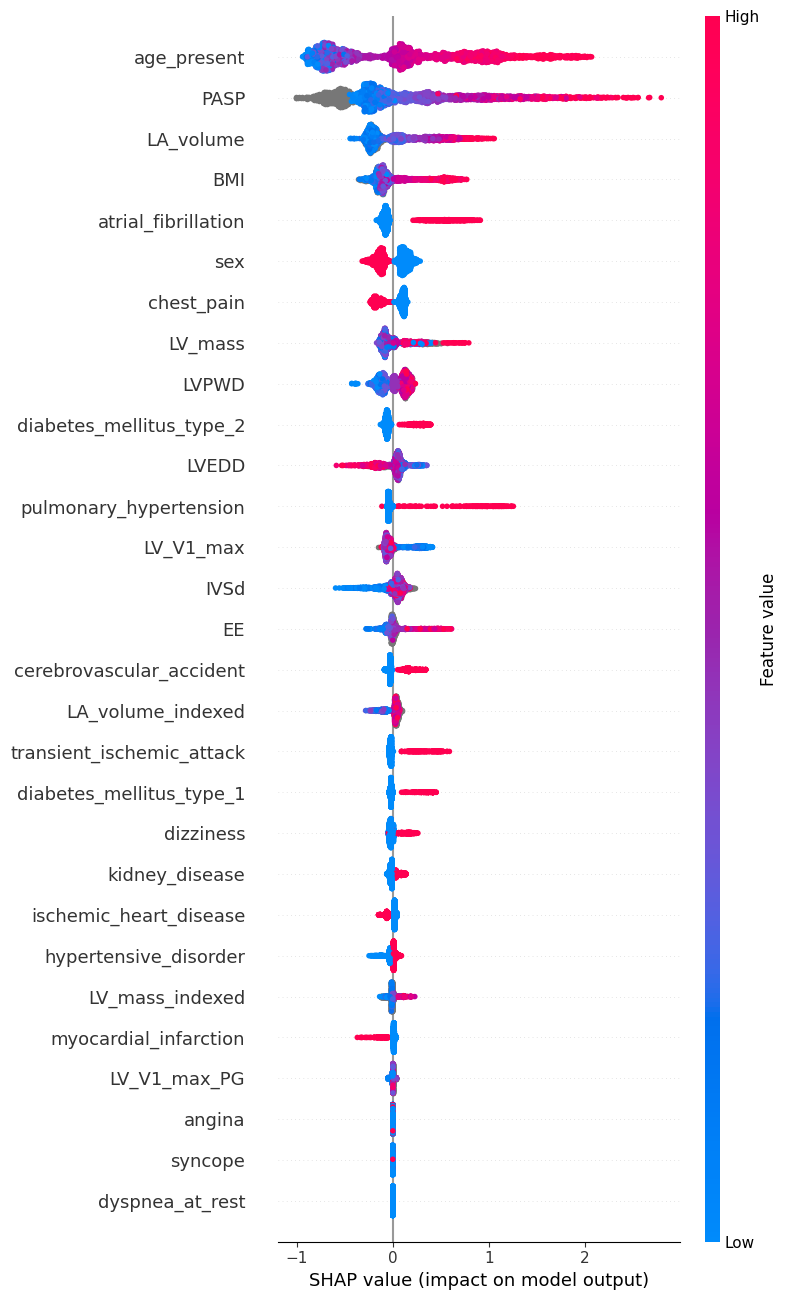 High
age_present
PASP
LA_volume
BMI
atrial_fibrillation
sex
chest_pain
LV_mass
LVPWD
diabetes_mellitus_type_2
LVEDD
pulmonary_hypertension
LV_V1_max
IVSd
EE
cerebrovascular_accident
LA_volume_indexed
transient_ischemic_attack
diabetes_mellitus_type_1
dizziness
kidney_disease
ischemic_heart_disease
hypertensive_disorder
LV_mass_indexed
myocardial_infarction
LV_V1_max_PG
angina
syncope
dyspnea_at_rest
Feature value
Low
−1 0 1 2
SHAP value (impact on model output)